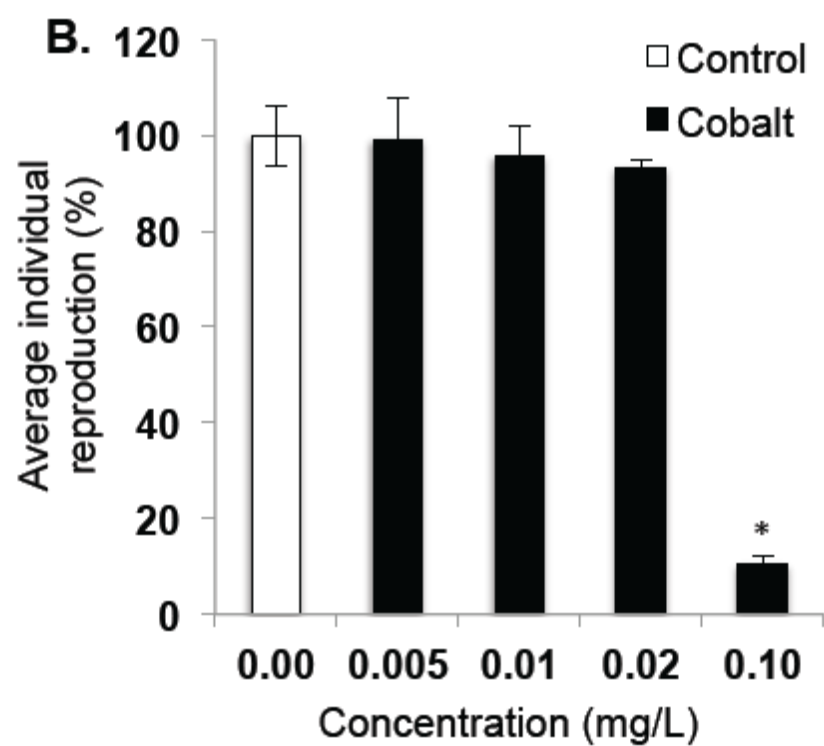 B.
120
100
80
60
40
20
0
Average individual
reproduction (%)
Control
Cobalt
*
0.00 0.005 0.01 0.02 0.10
Concentration (mg/L)